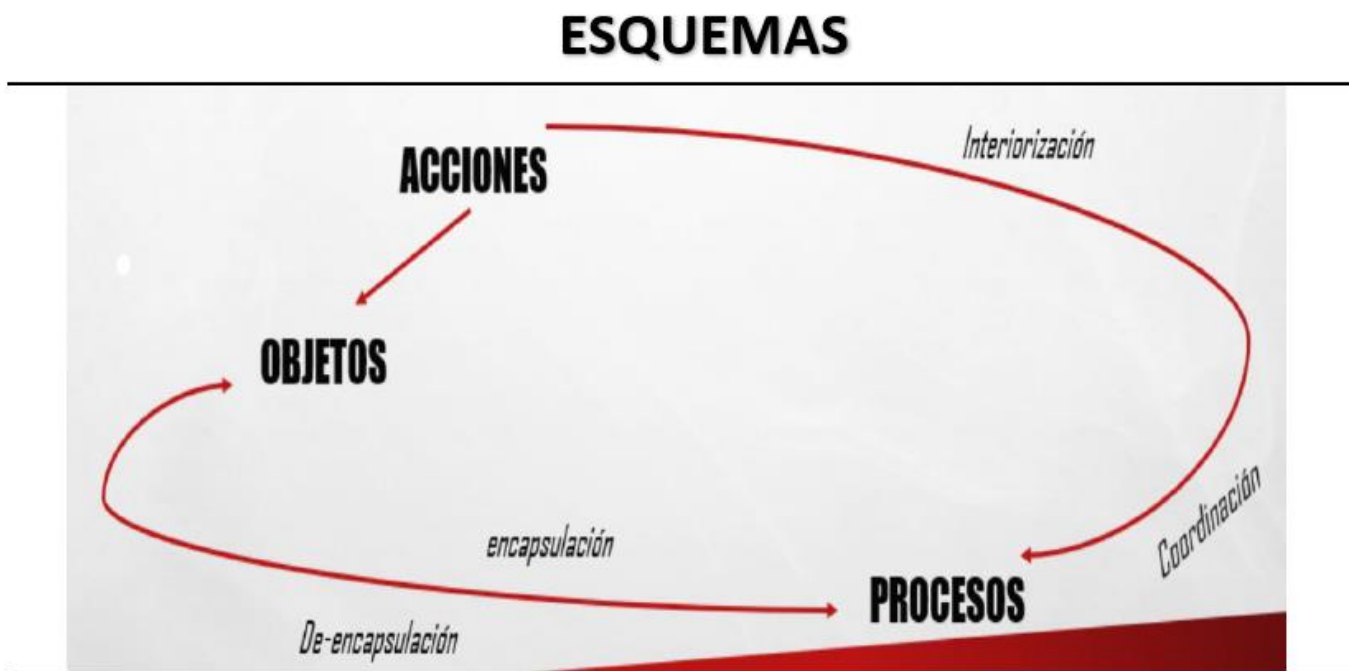 ESQUEMAS
Interiorización
ACCIONES
OBJETOS
Coordinación
encapsulación
PROCESOS
De-encapsulación